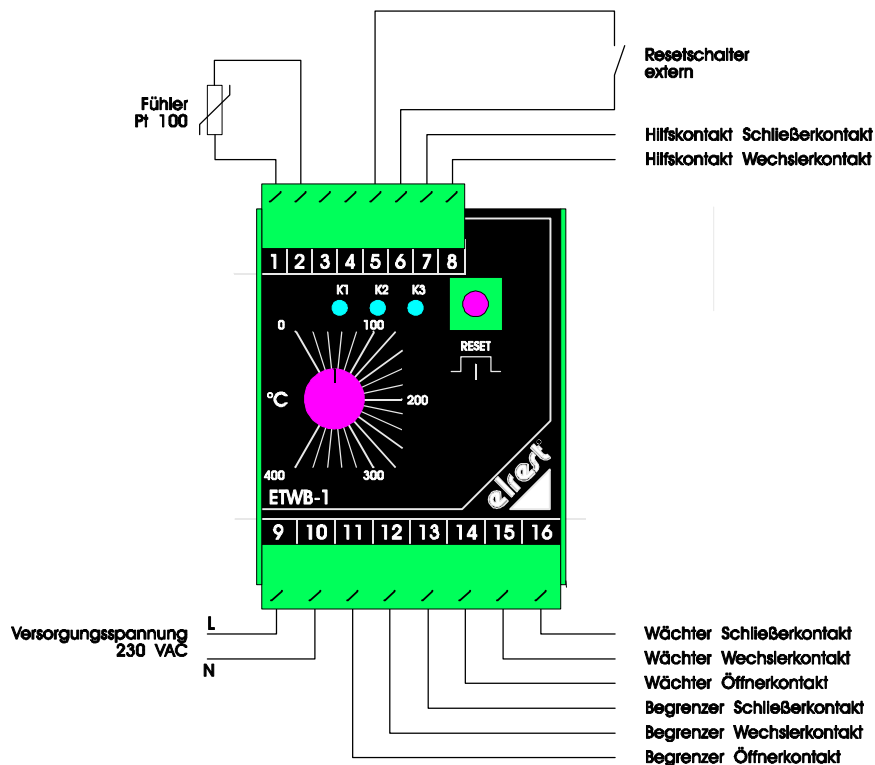 Resetschalter
extern
Fühler
Pt 100
Hilfskontakt Schließerkontakt
Hilfskontakt Wechslerkontakt
1 2 3 4 5 6 7 8
K1 K2 K3
0 100
RESET
°C 200
400 300
ETWB-1
elrest
9 10 11 12 13 14 15 16
L
Versorgungsspannung
230 VAC
N
Wächter Schließerkontakt
Wächter Wechslerkontakt
Wächter Öffnerkontakt
Begrenzer Schließerkontakt
Begrenzer Wechslerkontakt
Begrenzer Öffnerkontakt